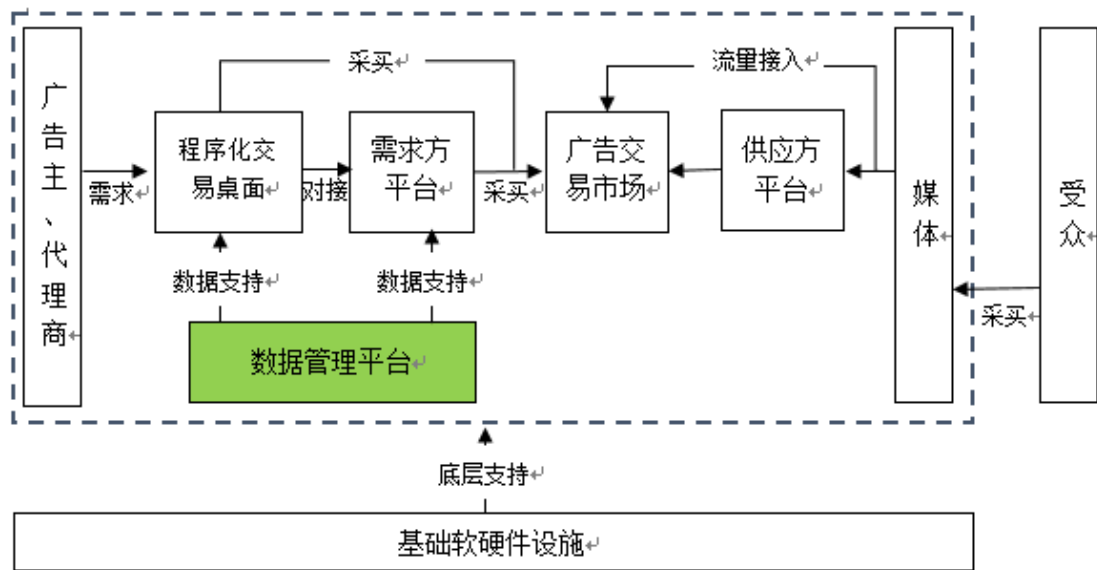 采买
流量接入
广告主、代理商
需求
程序化交
易桌面
对接
需求方
平台
采买
广告交
易市场
供应方
平台
媒体
受众
采买
数据支持
数据支持
数据管理平台
底层支持
基础软硬件设施